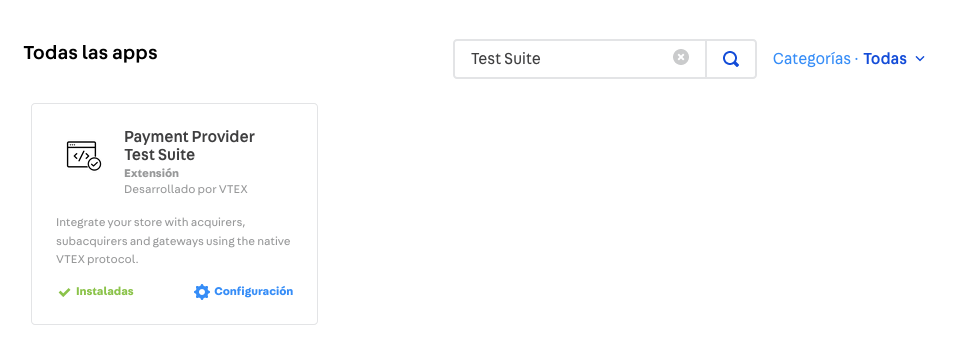 Todas las apps
Test Suite
Categorías · Todas
Payment Provider
Test Suite
Extensión
Desarrollado por VTEX
Integrate your store with acquirers,
subacquirers and gateways using the native
VTEX protocol.
Instaladas
Configuración